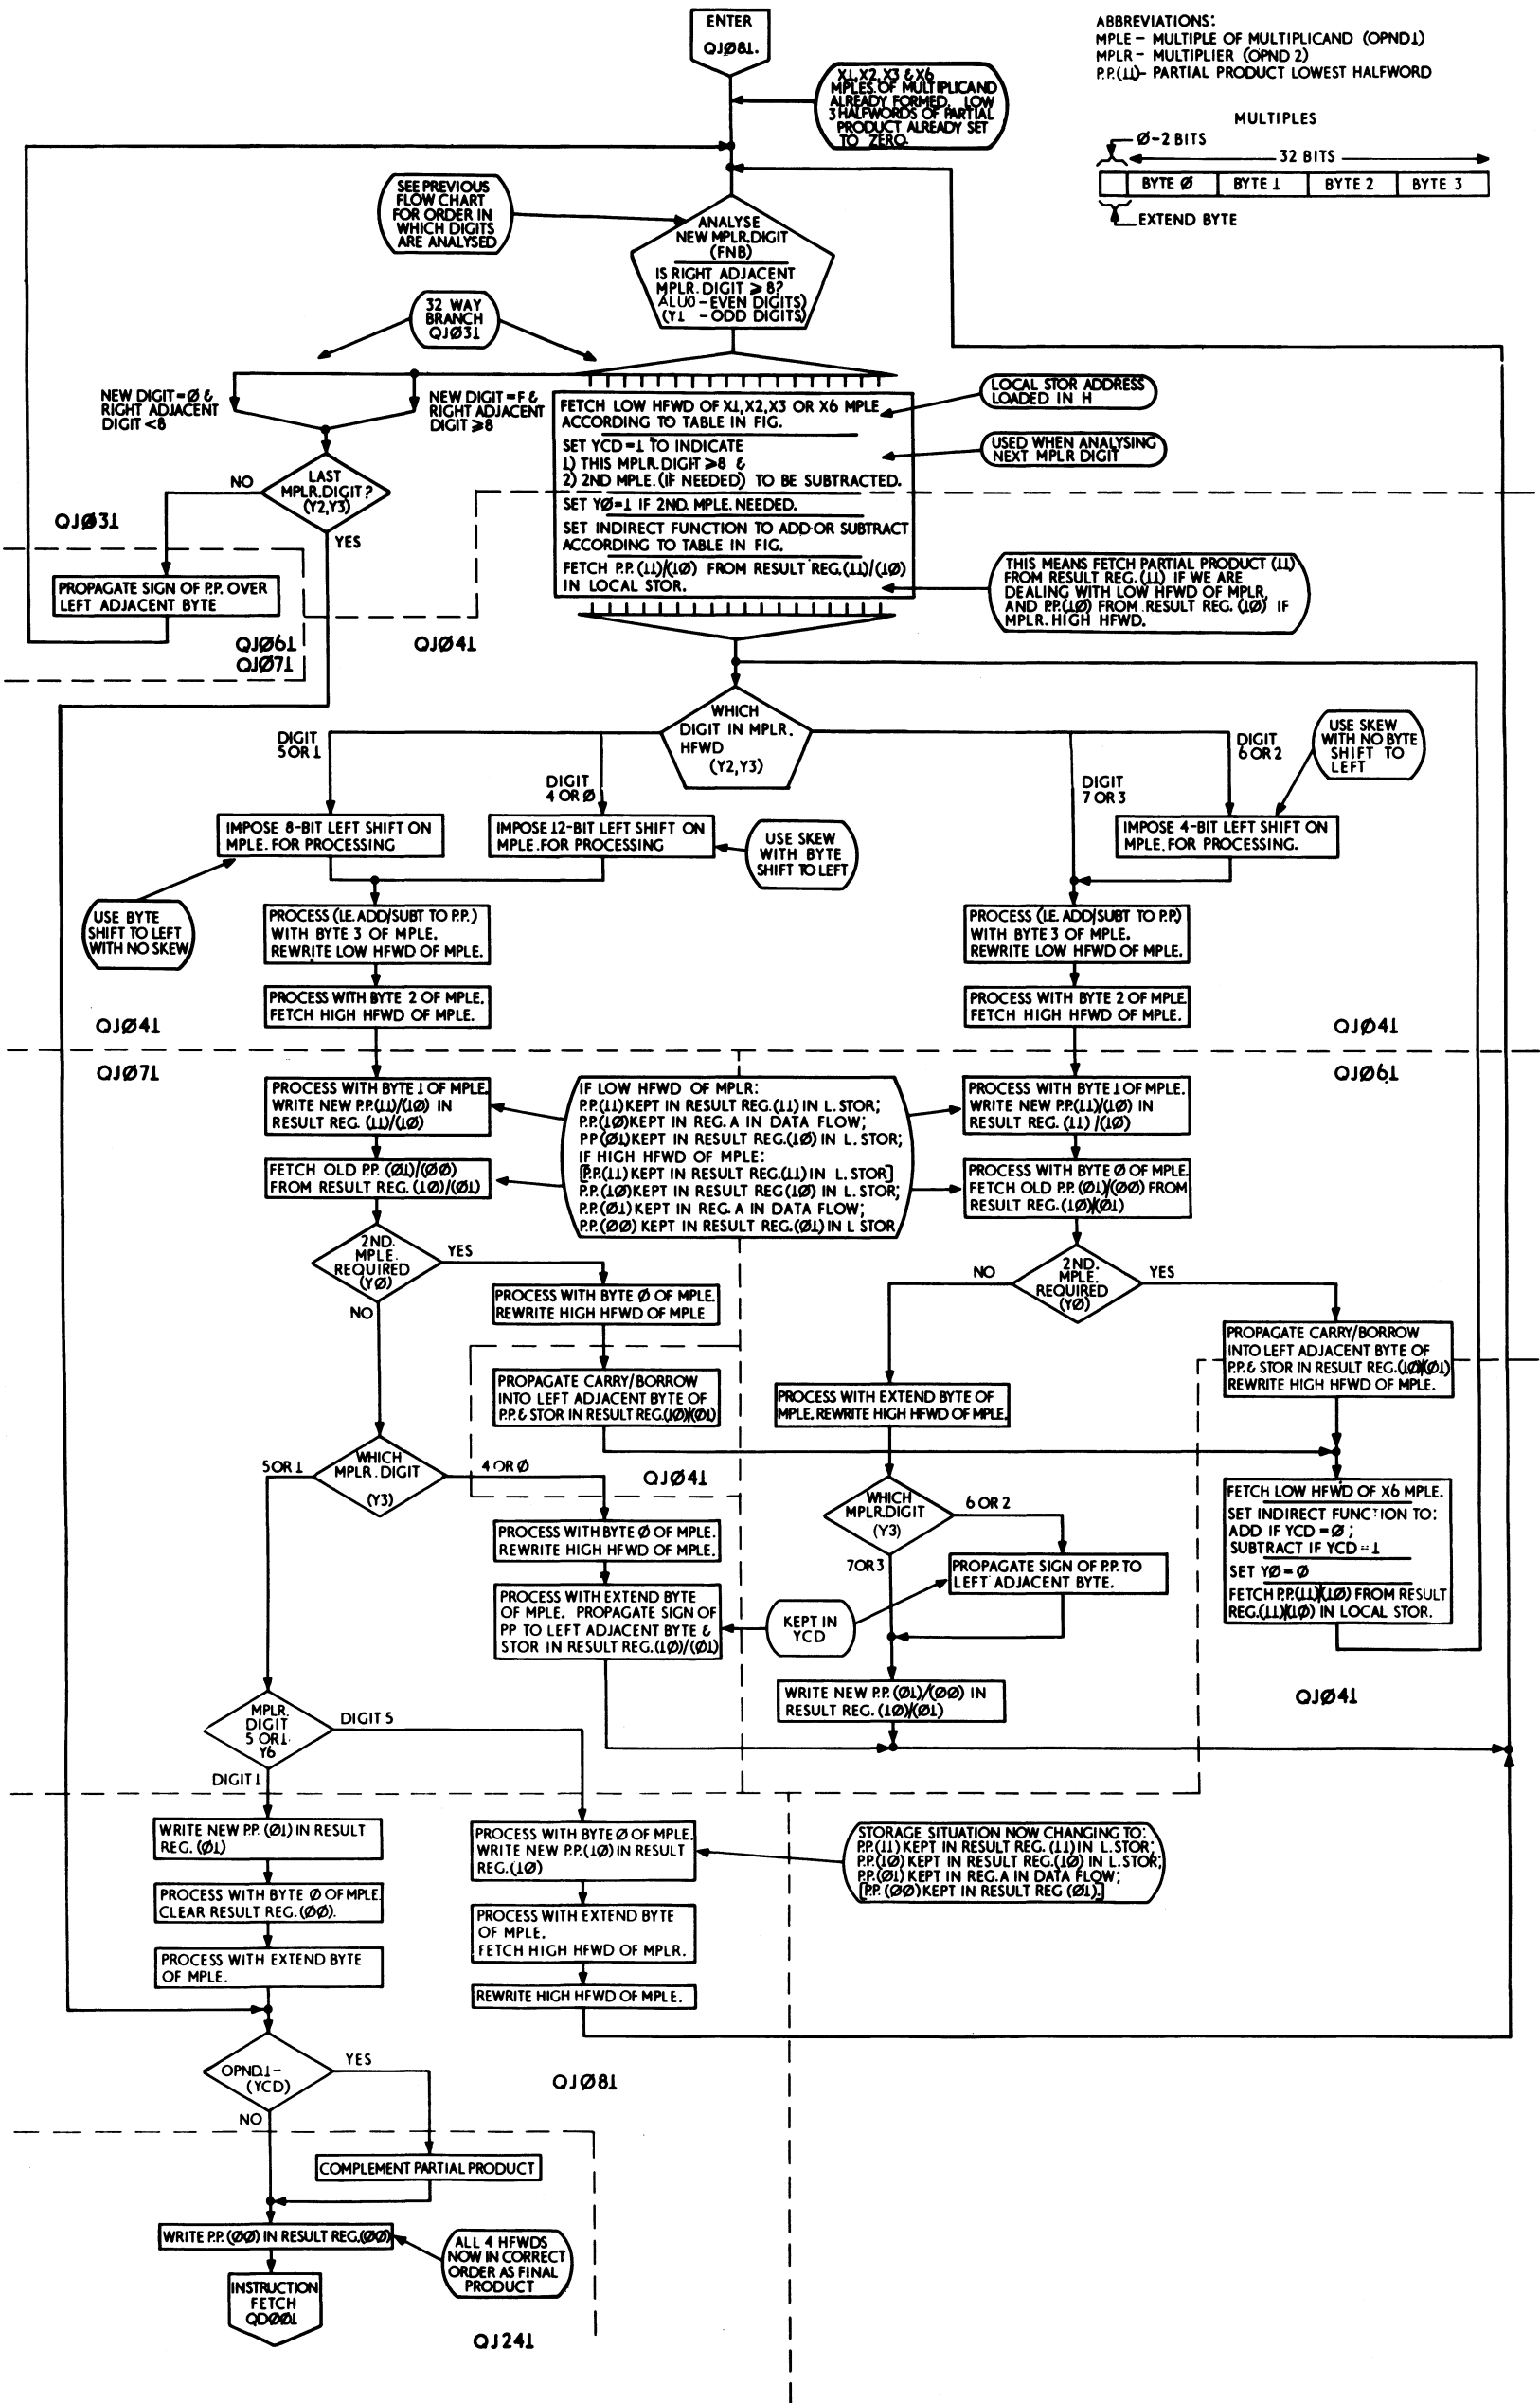 ENTER
QJØ81.
ABBREVIATIONS:
MPLE – MULTIPLE OF MULTIPLICAND (OPND1)
MPLR – MULTIPLIER (OPND 2)
P.P.(11)– PARTIAL PRODUCT LOWEST HALFWORD
X1, X2, X3 & X6
MPLES. OF MULTIPLICAND
ALREADY FORMED. LOW
3 HALFWORDS OF PARTIAL
PRODUCT ALREADY SET
TO ZERO.
MULTIPLES
Ø–2 BITS
32 BITS
BYTE Ø
BYTE 1
BYTE 2
BYTE 3
EXTEND BYTE
SEE PREVIOUS
FLOW CHART
FOR ORDER IN
WHICH DIGITS
ARE ANALYSED
ANALYSE
NEW MPLR. DIGIT
(FNB)
IS RIGHT ADJACENT
MPLR. DIGIT ⩾ 8?
ALUO – EVEN DIGITS)
(Y1 – ODD DIGITS)
32 WAY
BRANCH
QJØ31
NEW DIGIT = Ø &
RIGHT ADJACENT
DIGIT <8
NEW DIGIT = F &
RIGHT ADJACENT
DIGIT ⩾8
FETCH LOW HFWD OF X1, X2, X3 OR X6 MPLE
ACCORDING TO TABLE IN FIG.
SET YCD = 1 TO INDICATE
1) THIS MPLR. DIGIT ⩾8 &
2) 2ND MPLE. (IF NEEDED) TO BE SUBTRACTED.
SET YØ=1 IF 2ND. MPLE. NEEDED.
SET INDIRECT FUNCTION TO ADD OR SUBTRACT
ACCORDING TO TABLE IN FIG.
FETCH P.P. (11)/(1Ø) FROM RESULT REG. (11)/(1Ø)
IN LOCAL STOR.
LOCAL STOR ADDRESS
LOADED IN H
USED WHEN ANALYSING
NEXT MPLR DIGIT
LAST
MPLR. DIGIT?
(Y2,Y3)
NO
YES
QJØ31
PROPAGATE SIGN OF P.P. OVER
LEFT ADJACENT BYTE
QJØ61
QJØ71
QJØ41
THIS MEANS FETCH PARTIAL PRODUCT (11)
FROM RESULT REG. (11) IF WE ARE
DEALING WITH LOW HFWD OF MPLR,
AND P.P.(1Ø) FROM RESULT REG. (1Ø) IF
MPLR. HIGH HFWD.
WHICH
DIGIT IN MPLR.
HFWD
(Y2,Y3)
DIGIT
5 OR 1
DIGIT
4 OR Ø
DIGIT
7 OR 3
DIGIT
6 OR 2
USE SKEW
WITH NO BYTE
SHIFT TO
LEFT
IMPOSE 8-BIT LEFT SHIFT ON
MPLE. FOR PROCESSING
IMPOSE 12-BIT LEFT SHIFT ON
MPLE. FOR PROCESSING
USE SKEW
WITH BYTE
SHIFT TO LEFT
IMPOSE 4-BIT LEFT SHIFT ON
MPLE. FOR PROCESSING.
USE BYTE
SHIFT TO LEFT
WITH NO SKEW
PROCESS (I.E. ADD/SUBT TO P.P.)
WITH BYTE 3 OF MPLE.
REWRITE LOW HFWD OF MPLE.
PROCESS (I.E. ADD/SUBT TO P.P)
WITH BYTE 3 OF MPLE.
REWRITE LOW HFWD OF MPLE.
PROCESS WITH BYTE 2 OF MPLE.
FETCH HIGH HFWD OF MPLE.
PROCESS WITH BYTE 2 OF MPLE.
FETCH HIGH HFWD OF MPLE.
QJØ41
QJØ41
QJØ71
QJØ61
PROCESS WITH BYTE 1 OF MPLE.
WRITE NEW P.P.(11)/(1Ø) IN
RESULT REG. (11)/(1Ø)
IF LOW HFWD OF MPLR:
P.P.(11) KEPT IN RESULT REG. (11) IN L. STOR;
P.P.(1Ø) KEPT IN REG. A IN DATA FLOW;
PP(Ø1) KEPT IN RESULT REG.(1Ø) IN L. STOR;
IF HIGH HFWD OF MPLE:
[P.P.(11) KEPT IN RESULT REG.(11) IN L. STOR]
P.P.(1Ø) KEPT IN RESULT REG(1Ø) IN L. STOR;
P.P.(Ø1) KEPT IN REG. A IN DATA FLOW;
P.P.(ØØ) KEPT IN RESULT REG.(Ø1) IN L STOR
PROCESS WITH BYTE 1 OF MPLE.
WRITE NEW P.P.(11)/(1Ø) IN
RESULT REG. (11)/(1Ø)
FETCH OLD P.P. (Ø1)/(ØØ)
FROM RESULT REG. (1Ø)/(Ø1)
PROCESS WITH BYTE Ø OF MPLE.
FETCH OLD P.P. (Ø1)/(ØØ) FROM
RESULT REG. (1Ø)/(Ø1)
2ND.
MPLE.
REQUIRED
(YØ)
YES
NO
PROCESS WITH BYTE Ø OF MPLE.
REWRITE HIGH HFWD OF MPLE
2ND.
MPLE.
REQUIRED
(YØ)
NO
YES
PROPAGATE CARRY/BORROW
INTO LEFT ADJACENT BYTE OF
P.P. & STOR IN RESULT REG.(1Ø)/(Ø1)
REWRITE HIGH HFWD OF MPLE.
PROPAGATE CARRY/BORROW
INTO LEFT ADJACENT BYTE OF
P.P. & STOR IN RESULT REG.(1Ø)/(Ø1)
PROCESS WITH EXTEND BYTE OF
MPLE. REWRITE HIGH HFWD OF MPLE.
WHICH
MPLR. DIGIT
(Y3)
5 OR 1
4 OR Ø
QJØ41
WHICH
MPLR.DIGIT
(Y3)
6 OR 2
7 OR 3
FETCH LOW HFWD OF X6 MPLE.
SET INDIRECT FUNCTION TO:
ADD IF YCD = Ø;
SUBTRACT IF YCD = 1
SET YØ = Ø
FETCH P.P.(11)/(1Ø) FROM RESULT
REG.(11)/(1Ø) IN LOCAL STOR.
PROCESS WITH BYTE Ø OF MPLE.
REWRITE HIGH HFWD OF MPLE.
PROPAGATE SIGN OF P.P. TO
LEFT ADJACENT BYTE.
PROCESS WITH EXTEND BYTE
OF MPLE. PROPAGATE SIGN OF
PP TO LEFT ADJACENT BYTE &
STOR IN RESULT REG.(1Ø)/(Ø1)
KEPT IN
YCD
WRITE NEW P.P. (Ø1)/(ØØ) IN
RESULT REG. (1Ø)/(Ø1)
QJØ41
MPLR.
DIGIT
5 OR 1.
Y6
DIGIT 5
DIGIT 1
WRITE NEW P.P. (Ø1) IN RESULT
REG. (Ø1)
PROCESS WITH BYTE Ø OF MPLE.
WRITE NEW P.P.(1Ø) IN RESULT
REG.(1Ø)
STORAGE SITUATION NOW CHANGING TO:
P.P.(11) KEPT IN RESULT REG. (11) IN L. STOR;
P.P.(1Ø) KEPT IN RESULT REG.(1Ø) IN L. STOR;
P.P.(Ø1) KEPT IN REG. A IN DATA FLOW;
[P.P. (ØØ) KEPT IN RESULT REG (Ø1).]
PROCESS WITH BYTE Ø OF MPLE.
CLEAR RESULT REG. (ØØ).
PROCESS WITH EXTEND BYTE
OF MPLE.
FETCH HIGH HFWD OF MPLR.
PROCESS WITH EXTEND BYTE
OF MPLE.
REWRITE HIGH HFWD OF MPLE.
OPND.1 –
(YCD)
YES
NO
QJØ81
COMPLEMENT PARTIAL PRODUCT
WRITE P.P. (ØØ) IN RESULT REG.(ØØ)
ALL 4 HFWDS
NOW IN CORRECT
ORDER AS FINAL
PRODUCT
INSTRUCTION
FETCH
QDØØ1
QJ241